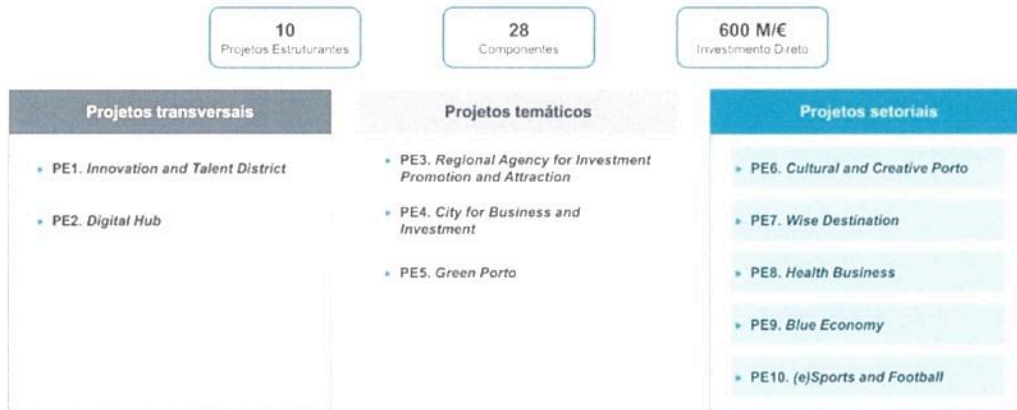 10
Projetos Estruturantes
28
Componentes
600 M/€
Investimento Direto
Projetos transversais
PE1. Innovation and Talent District
PE2. Digital Hub
Projetos temáticos
PE3. Regional Agency for Investment
Promotion and Attraction
PE4. City for Business and
Investment
PE5. Green Porto
Projetos setoriais
PE6. Cultural and Creative Porto
PE7. Wise Destination
PE8. Health Business
PE9. Blue Economy
PE10. (e)Sports and Football